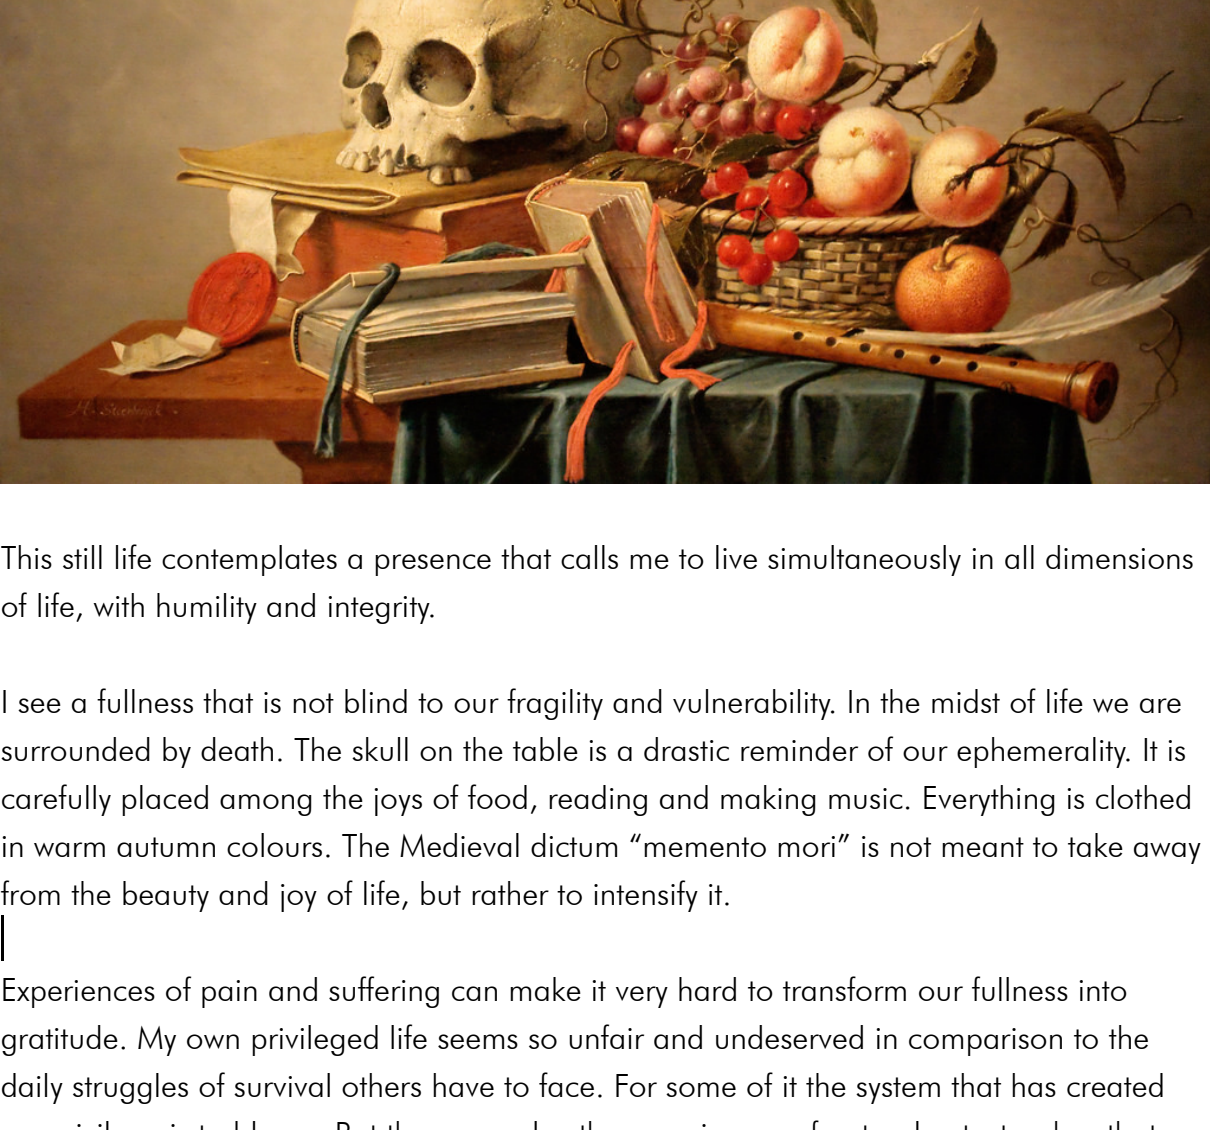 This still life contemplates a presence that calls me to live simultaneously in all dimensions
of life, with humility and integrity.
I see a fullness that is not blind to our fragility and vulnerability. In the midst of life we are
surrounded by death. The skull on the table is a drastic reminder of our ephemerality. It is
carefully placed among the joys of food, reading and making music. Everything is clothed
in warm autumn colours. The Medieval dictum “memento mori” is not meant to take away
from the beauty and joy of life, but rather to intensify it.
Experiences of pain and suffering can make it very hard to transform our fullness into
gratitude. My own privileged life seems so unfair and undeserved in comparison to the
daily struggles of survival others have to face. For some of it the system that has created